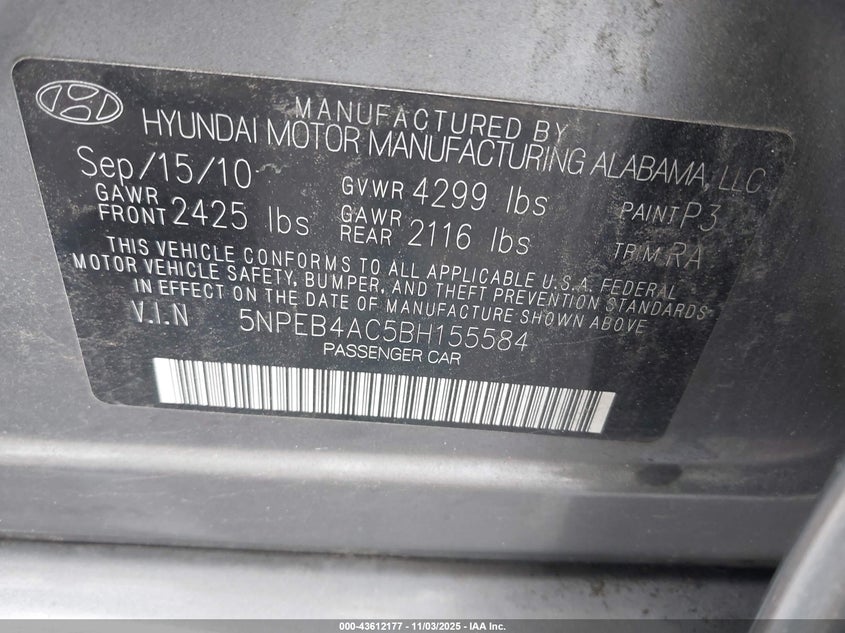 MANUFACTURED BY
HYUNDAI MOTOR MANUFACTURING ALABAMA, LLC
Sep/15/10 GVWR 4299 lbs PAINT P3
GAWR FRONT 2425 lbs GAWR REAR 2116 lbs TRIM RA
THIS VEHICLE CONFORMS TO ALL APPLICABLE U.S.A. FEDERAL
MOTOR VEHICLE SAFETY, BUMPER, AND THEFT PREVENTION STANDARDS
IN EFFECT ON THE DATE OF MANUFACTURE SHOWN ABOVE.
V.I.N 5NPEB4AC5BH155584
PASSENGER CAR
000-43612177 - 11/03/2025 - IAA Inc.